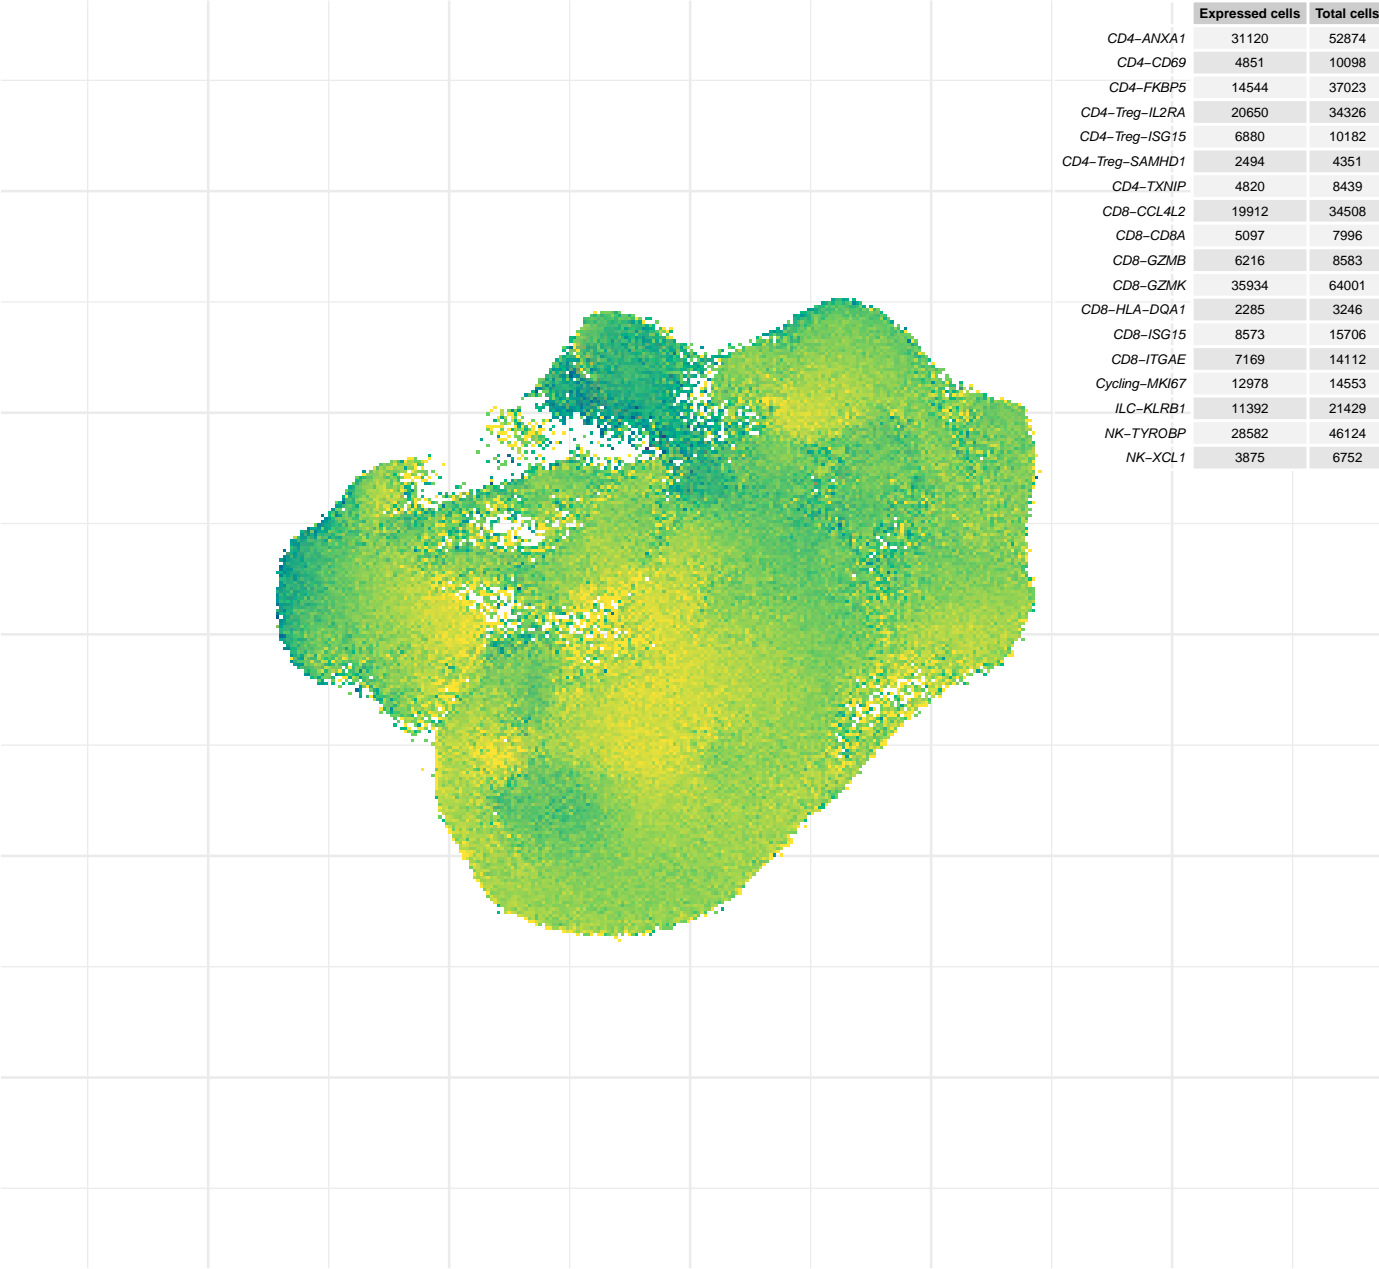 Expressed cells Total cells
CD4−ANXA1 31120 52874
CD4−CD69 4851 10098
CD4−FKBP5 14544 37023
CD4−Treg−IL2RA 20650 34326
CD4−Treg−ISG15 6880 10182
CD4−Treg−SAMHD1 2494 4351
CD4−TXNIP 4820 8439
CD8−CCL4L2 19912 34508
CD8−CD8A 5097 7996
CD8−GZMB 6216 8583
CD8−GZMK 35934 64001
CD8−HLA−DQA1 2285 3246
CD8−ISG15 8573 15706
CD8−ITGAE 7169 14112
Cycling−MKI67 12978 14553
ILC−KLRB1 11392 21429
NK−TYROBP 28582 46124
NK−XCL1 3875 6752